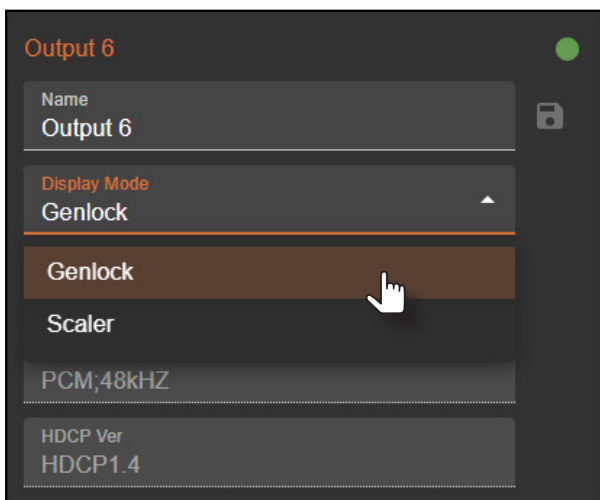 Output 6
Name
Output 6
Display Mode
Genlock
Genlock
Scaler
PCM;48kHZ
HDCP Ver
HDCP1.4